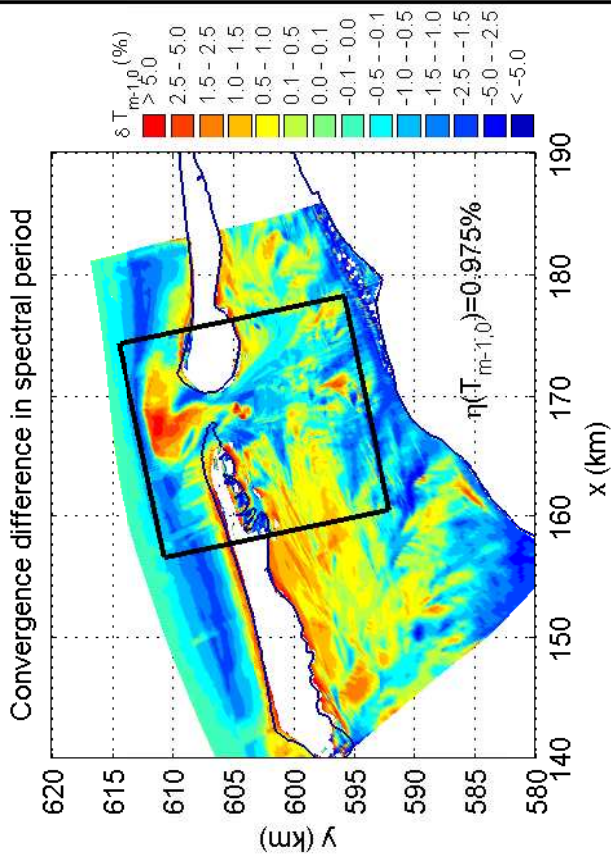 Convergence difference in spectral period
δ T_{m-1,0} (%)
> 5.0
2.5 – 5.0
1.5 – 2.5
1.0 – 1.5
0.5 – 1.0
0.1 – 0.5
0.0 – 0.1
-0.1 – 0.0
-0.5 – -0.1
-1.0 – -0.5
-1.5 – -1.0
-2.5 – -1.5
-5.0 – -2.5
< -5.0
620
615
610
605
600
595
590
585
580
y (km)
η(T_{m-1,0})=0.975%
140
150
160
170
180
190
x (km)